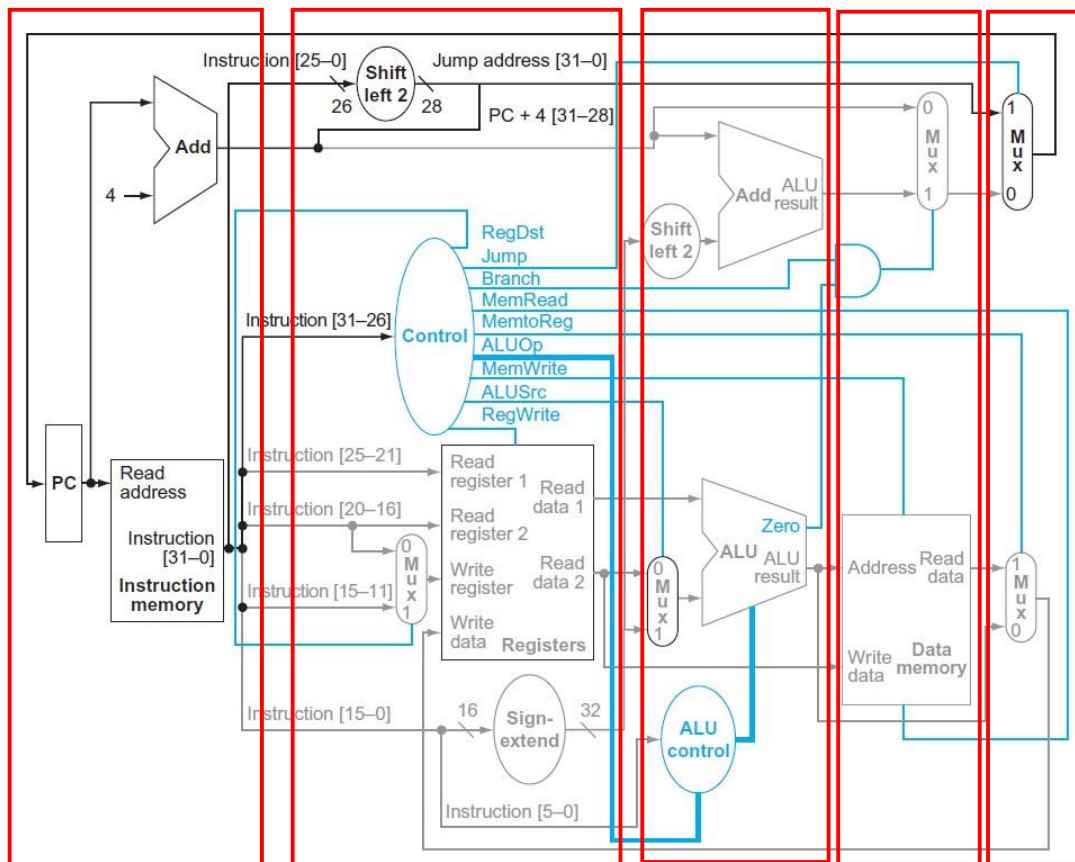 Instruction [25–0]
Shift
left 2
Jump address [31–0]
26
28
PC + 4 [31–28]
Add
4
0
M
u
x
1
1
M
u
x
0
Add
ALU
result
Shift
left 2
RegDst
Jump
Branch
MemRead
MemtoReg
ALUOp
MemWrite
ALUSrc
RegWrite
Instruction [31–26]
Control
PC
Read
address
Instruction
[31–0]
Instruction
memory
Instruction [25–21]
Instruction [20–16]
Instruction [15–11]
0
M
u
x
1
Read
register 1
Read
register 2
Write
register
Write
data
Read
data 1
Read
data 2
Registers
0
M
u
x
1
Zero
ALU
ALU
result
Address
Read
data
Write
data
Data
memory
1
M
u
x
0
Instruction [15–0]
16
Sign-
extend
32
ALU
control
Instruction [5–0]